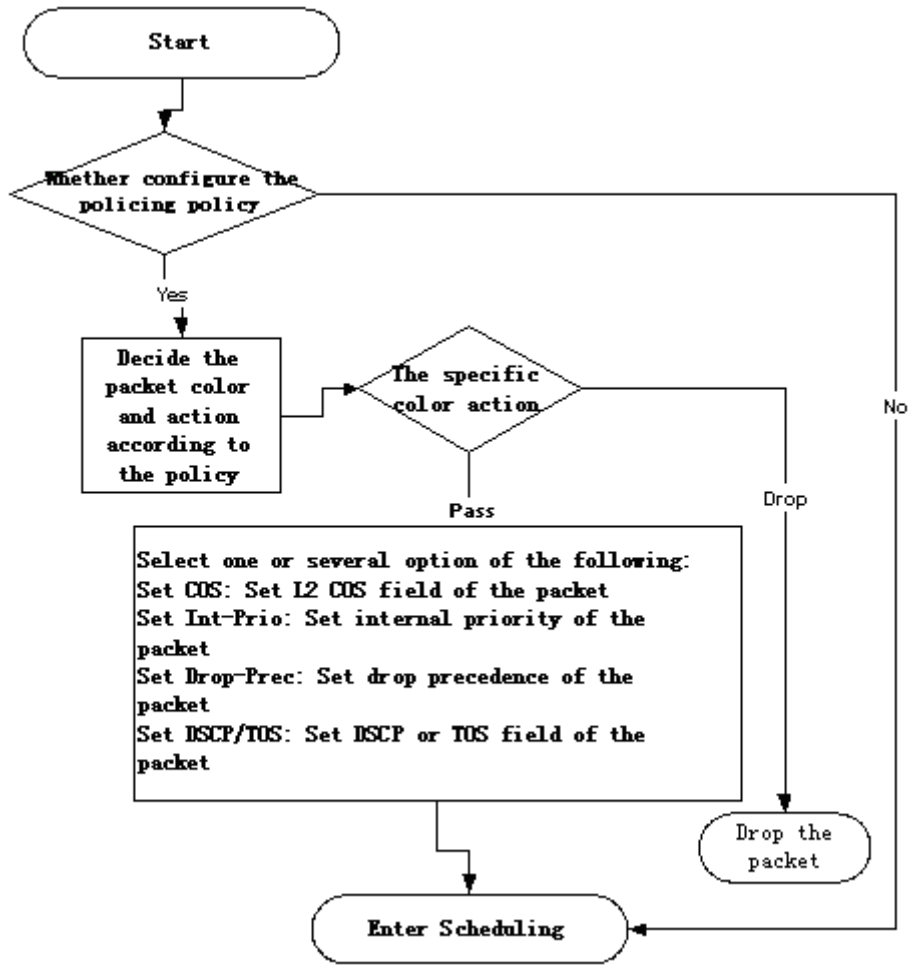 Start
Whether configure the
policing policy
Yes
Decide the
packet color
and action
according to
the policy
The specific
color action
No
Drop
Pass
Select one or several option of the following:
Set COS: Set L2 COS field of the packet
Set Int-Prio: Set internal priority of the
packet
Set Drop-Prec: Set drop precedence of the
packet
Set DSCP/TOS: Set DSCP or TOS field of the
packet
Drop the
packet
Enter Scheduling